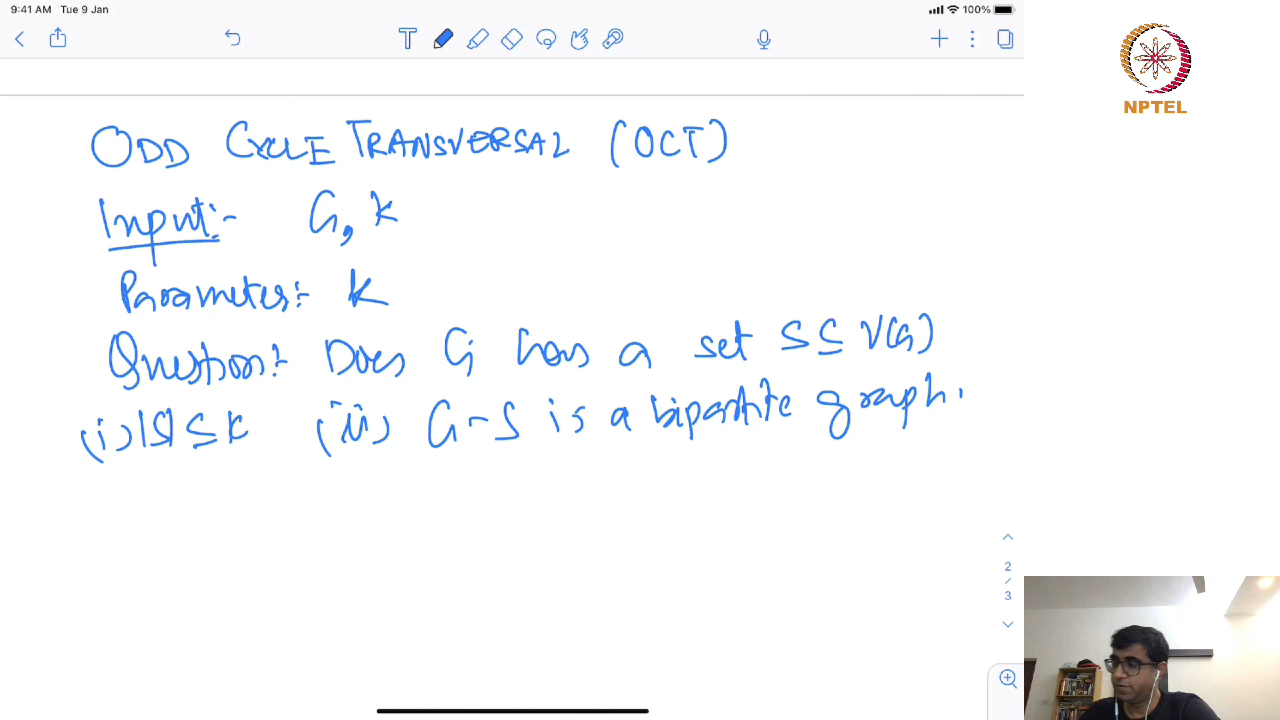 9:41 AM Tue 9 Jan
100%
NPTEL
ODD CYCLE TRANSVERSAL (OCT)
Input:- G, k
Parameter:- k
Question:- Does G has a set S ⊆ V(G)
(i) |S| ≤ k (ii) G-S is a bipartite graph.
2
/
3